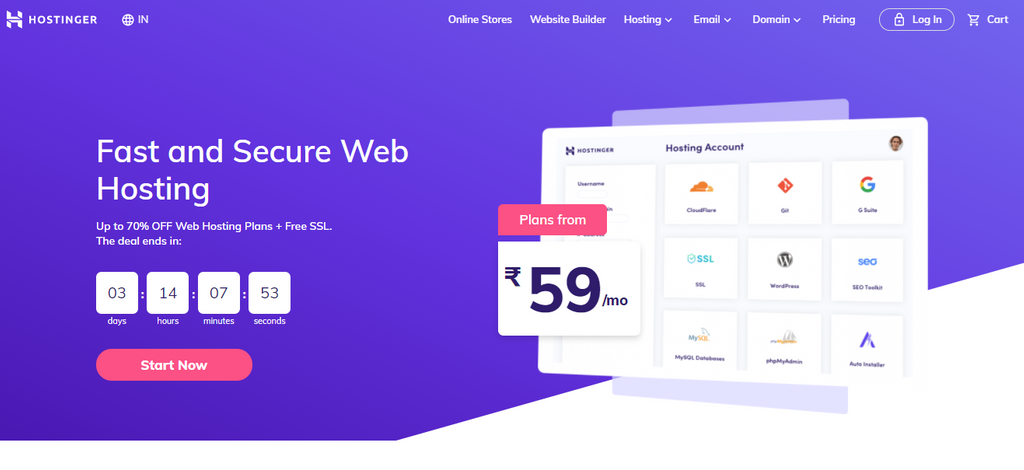 HOSTINGER
IN
Online Stores
Website Builder
Hosting
Email
Domain
Pricing
Log In
Cart
Fast and Secure Web
Hosting
Up to 70% OFF Web Hosting Plans + Free SSL.
The deal ends in:
03 : 14 : 07 : 53
days hours minutes seconds
Start Now
Plans from
₹ 59/mo
HOSTINGER
Hosting Account
Username
CloudFlare
Git
G Suite
SSL
SSL
WordPress
seo
SEO Toolkit
MySQL
MySQL Databases
phpMyAdmin
phpMyAdmin
Auto Installer